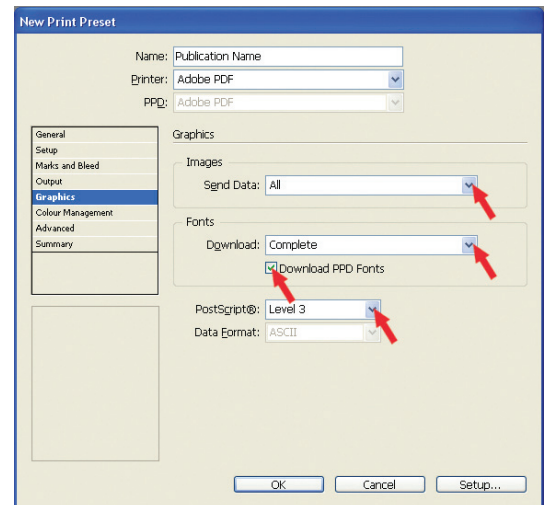 New Print Preset
Name: Publication Name
Printer: Adobe PDF
PPD: Adobe PDF
General
Setup
Marks and Bleed
Output
Graphics
Colour Management
Advanced
Summary
Graphics
Images
Send Data: All
Fonts
Download: Complete
Download PPD Fonts
PostScript®: Level 3
Data Format: ASCII
OK Cancel Setup...